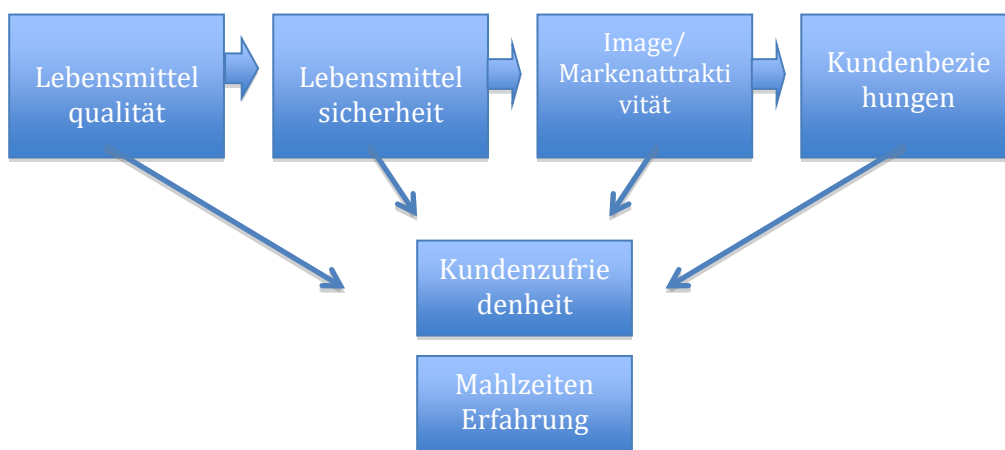 Lebensmittel
qualität
Lebensmittel
sicherheit
Image/
Markenattrakti
vität
Kundenbezie
hungen
Kundenzufrie
denheit
Mahlzeiten
Erfahrung